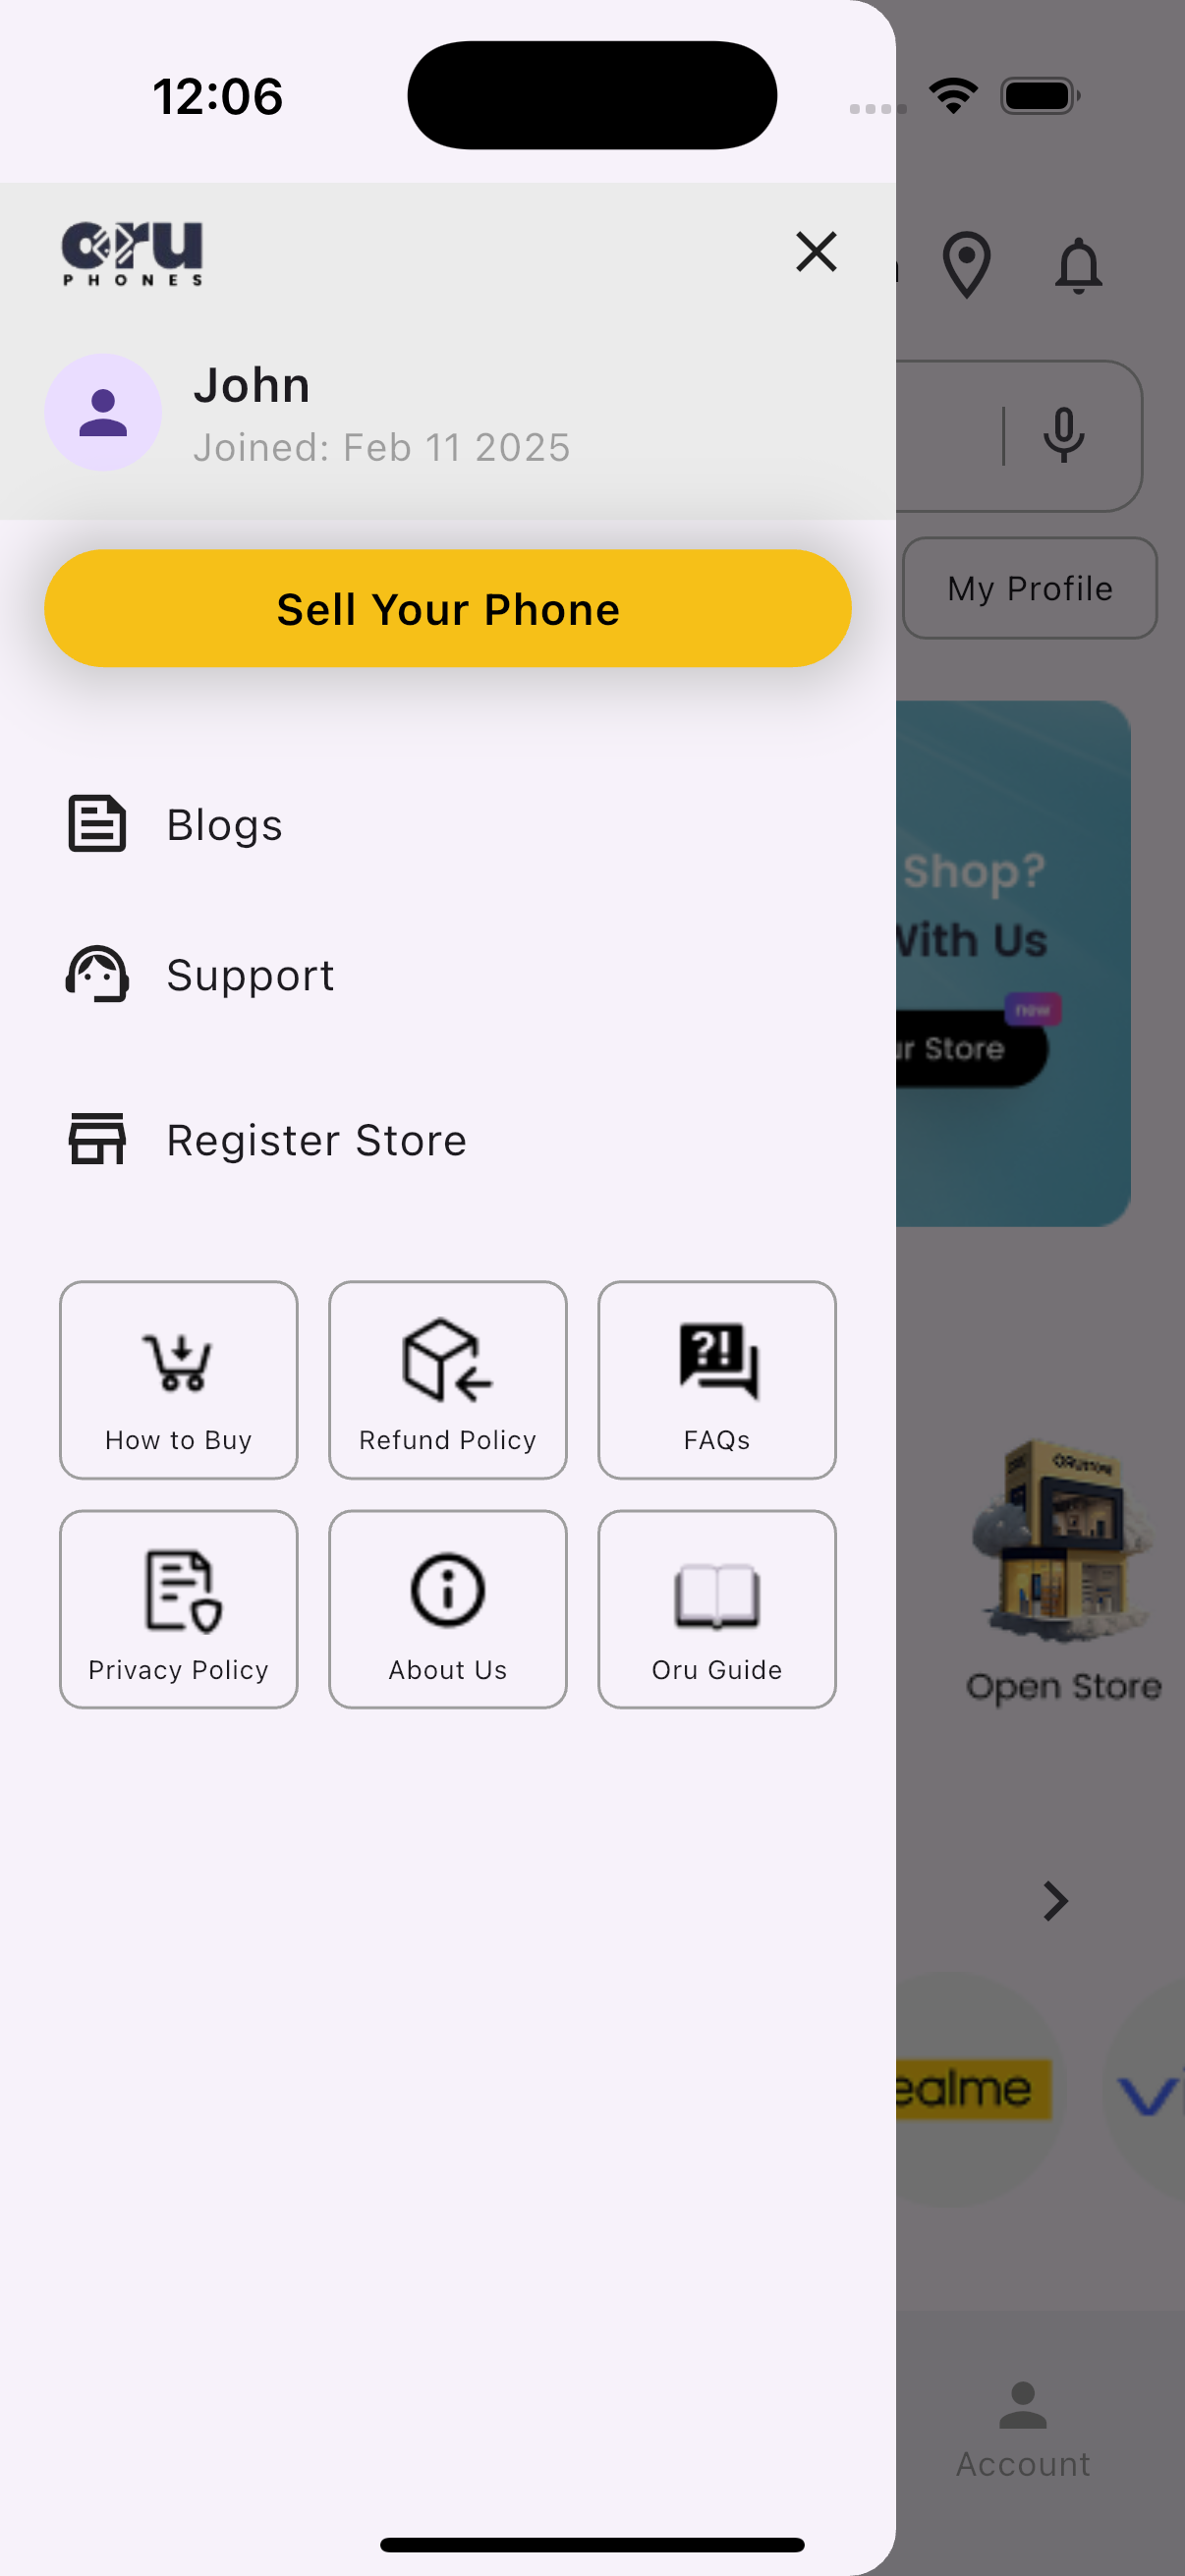 12:06
oru
PHONES
John
Joined: Feb 11 2025
Sell Your Phone
My Profile
Blogs
Support
Register Store
Shop?
With Us
new
Store
How to Buy
Refund Policy
FAQs
Privacy Policy
About Us
Oru Guide
Open Store
ealme
Account